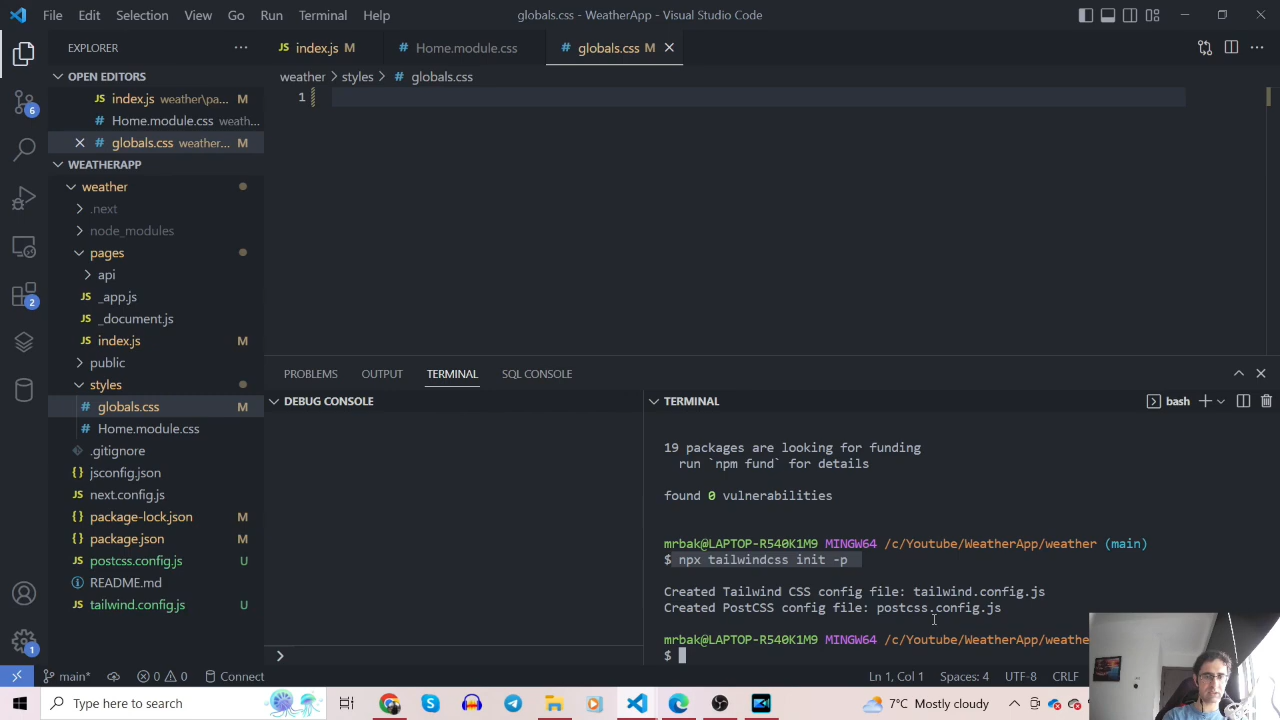 File Edit Selection View Go Run Terminal Help
globals.css - WeatherApp - Visual Studio Code
EXPLORER
JS index.js M
# Home.module.css
# globals.css M
OPEN EDITORS
weather > styles > # globals.css
JS index.js weather\pa... M
1
# Home.module.css weath...
# globals.css weather... M
WEATHERAPP
weather
.next
node_modules
pages
api
JS _app.js
JS _document.js
JS index.js M
public
styles
# globals.css M
# Home.module.css
.gitignore
{} jsconfig.json
JS next.config.js
{} package-lock.json M
{} package.json M
JS postcss.config.js U
README.md
JS tailwind.config.js U
6
2
1
PROBLEMS OUTPUT TERMINAL SQL CONSOLE
DEBUG CONSOLE
TERMINAL
bash
19 packages are looking for funding
run `npm fund` for details
found 0 vulnerabilities
mrbak@LAPTOP-R540K1M9 MINGW64 /c/Youtube/WeatherApp/weather (main)
$ npx tailwindcss init -p
Created Tailwind CSS config file: tailwind.config.js
Created PostCSS config file: postcss.config.js
mrbak@LAPTOP-R540K1M9 MINGW64 /c/Youtube/WeatherApp/weathe
$
main* 0 0 Connect
Ln 1, Col 1 Spaces: 4 UTF-8 CRLF
Type here to search
7°C Mostly cloudy